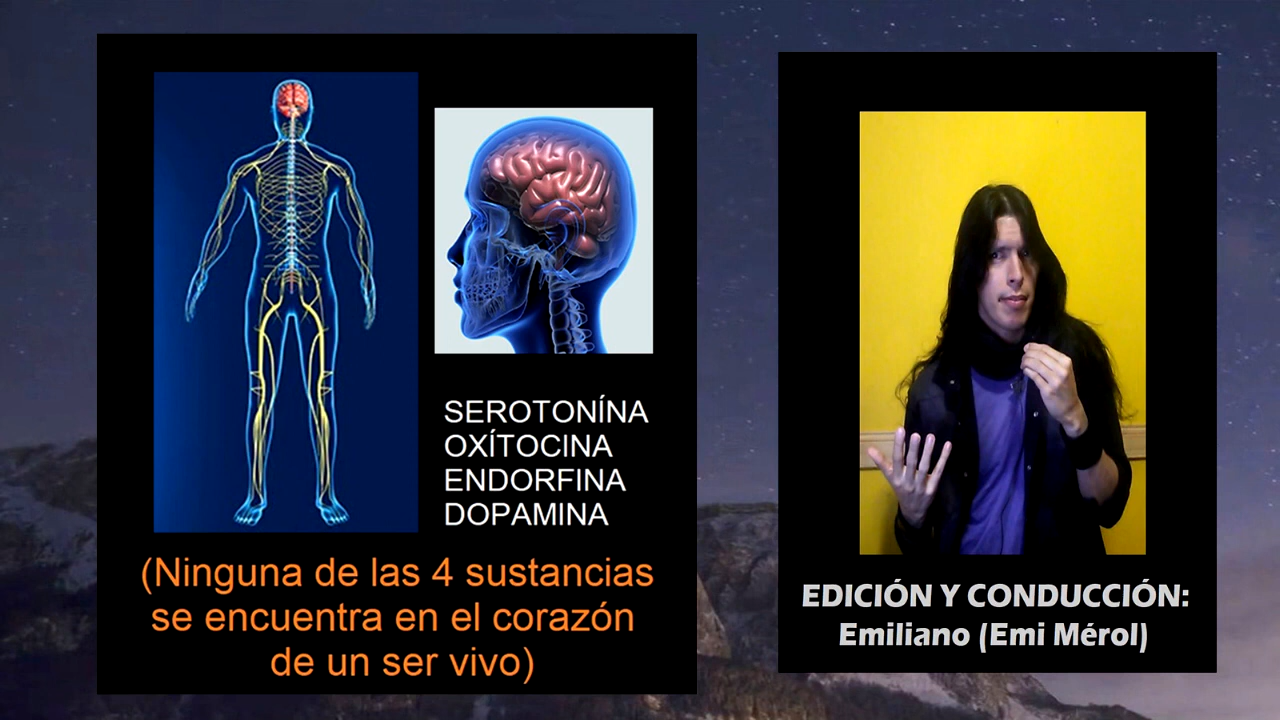 SEROTONÍNA
OXÍTOCINA
ENDORFINA
DOPAMINA
(Ninguna de las 4 sustancias
se encuentra en el corazón
de un ser vivo)
EDICIÓN Y CONDUCCIÓN:
Emiliano (Emi Mérol)